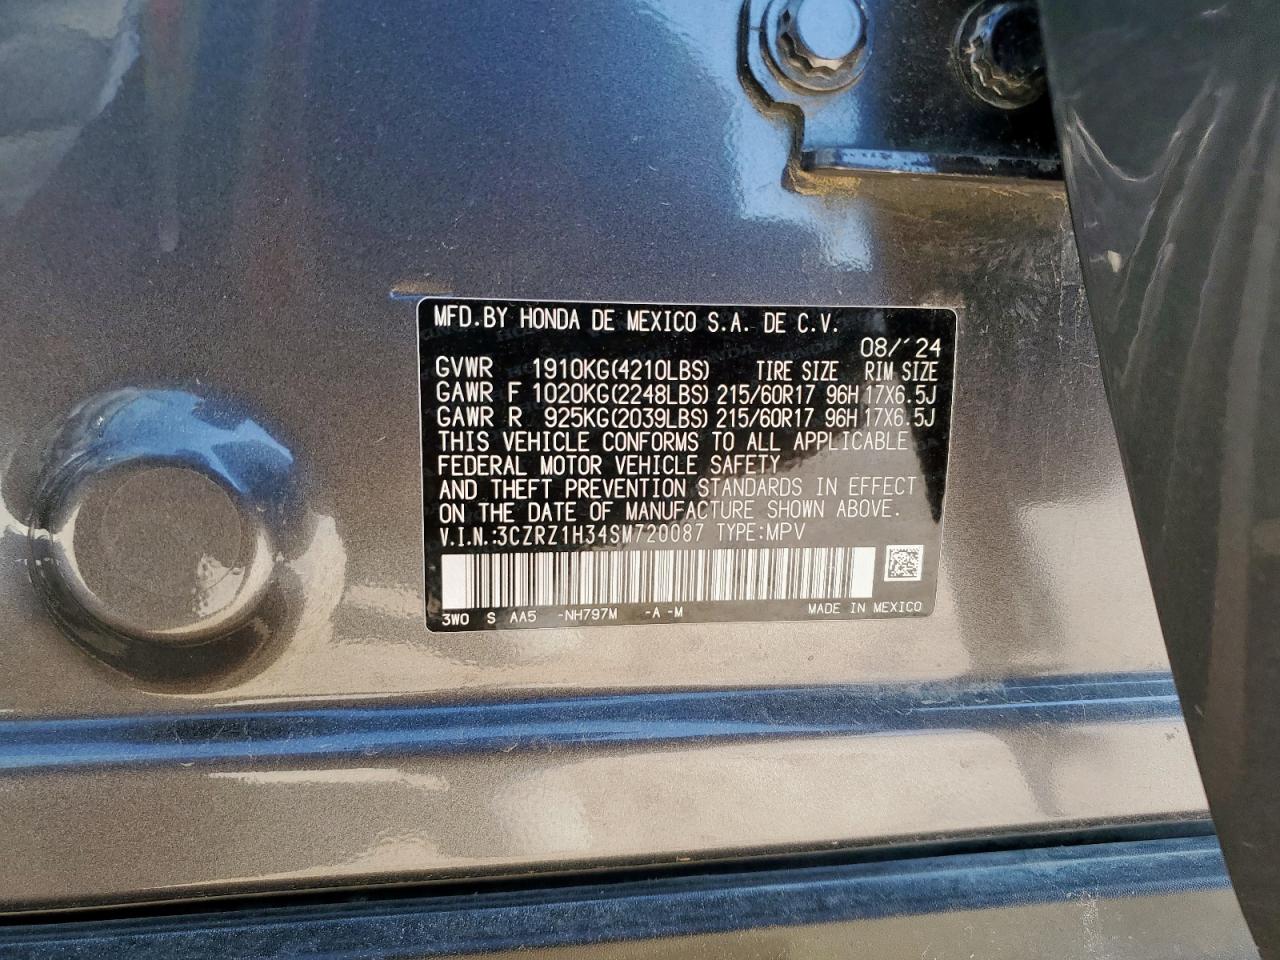 MFD.BY HONDA DE MEXICO S.A. DE C.V.
08/'24
GVWR 1910KG(4210LBS) TIRE SIZE RIM SIZE
GAWR F 1020KG(2248LBS) 215/60R17 96H 17X6.5J
GAWR R 925KG(2039LBS) 215/60R17 96H 17X6.5J
THIS VEHICLE CONFORMS TO ALL APPLICABLE
FEDERAL MOTOR VEHICLE SAFETY
AND THEFT PREVENTION STANDARDS IN EFFECT
ON THE DATE OF MANUFACTURE SHOWN ABOVE.
V.I.N.:3CZRZ1H34SM720087 TYPE:MPV
3W0 S AA5 -NH797M -A -M MADE IN MEXICO